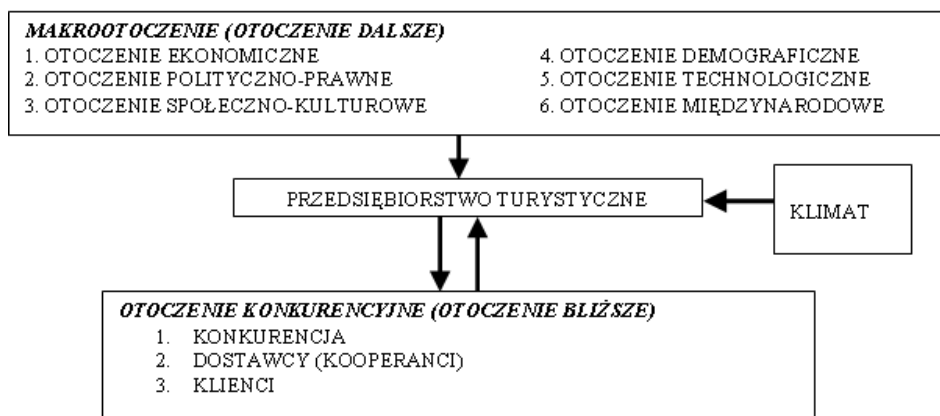 MAKROOTOCZENIE (OTOCZENIE DALSZE)
1. OTOCZENIE EKONOMICZNE
2. OTOCZENIE POLITYCZNO-PRAWNE
3. OTOCZENIE SPOŁECZNO-KULTUROWE
4. OTOCZENIE DEMOGRAFICZNE
5. OTOCZENIE TECHNOLOGICZNE
6. OTOCZENIE MIĘDZYNARODOWE
PRZEDSIĘBIORSTWO TURYSTYCZNE
KLIMAT
OTOCZENIE KONKURENCYJNE (OTOCZENIE BLIŻSZE)
1. KONKURENCJA
2. DOSTAWCY (KOOPERANCI)
3. KLIENCI